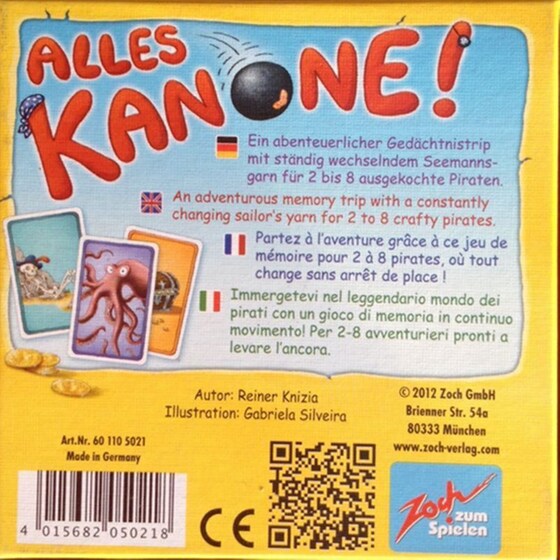 ALLES
KANONE!
Ein abenteuerlicher Gedächtnistrip
mit ständig wechselndem Seemanns-
garn für 2 bis 8 ausgekochte Piraten.
An adventurous memory trip with a constantly
changing sailor's yarn for 2 to 8 crafty pirates.
Partez à l'aventure grâce à ce jeu de
mémoire pour 2 à 8 pirates, où tout
change sans arrêt de place !
Immergetevi nel leggendario mondo dei
pirati con un gioco di memoria in continuo
movimento! Per 2-8 avventurieri pronti a
levare l'ancora.
Autor: Reiner Knizia
Illustration: Gabriela Silveira
© 2012 Zoch GmbH
Brienner Str. 54a
80333 München
www.zoch-verlag.com
Art.Nr. 60 110 5021
Made in Germany
4 015682 050218
CE
Zoch
zum
Spielen